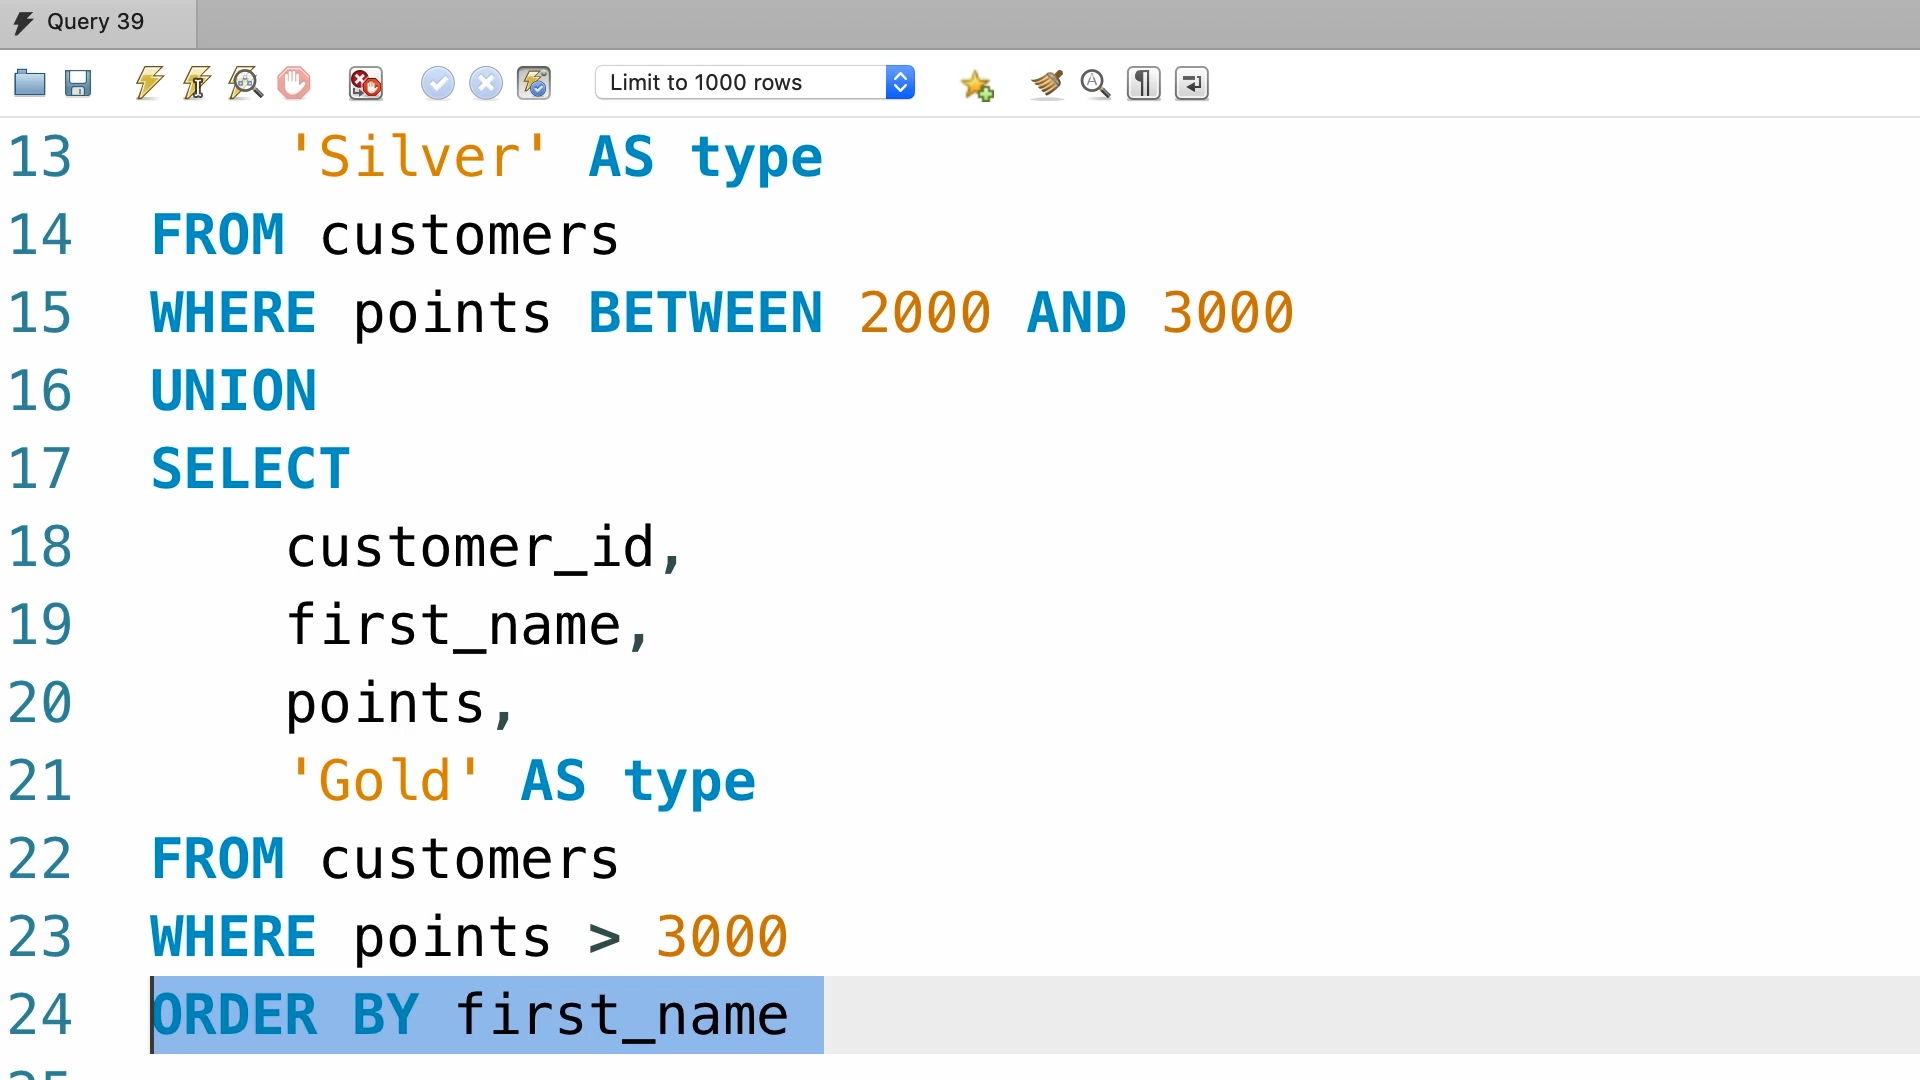 Query 39
Limit to 1000 rows
13 'Silver' AS type
14 FROM customers
15 WHERE points BETWEEN 2000 AND 3000
16 UNION
17 SELECT
18 customer_id,
19 first_name,
20 points,
21 'Gold' AS type
22 FROM customers
23 WHERE points > 3000
24 ORDER BY first_name